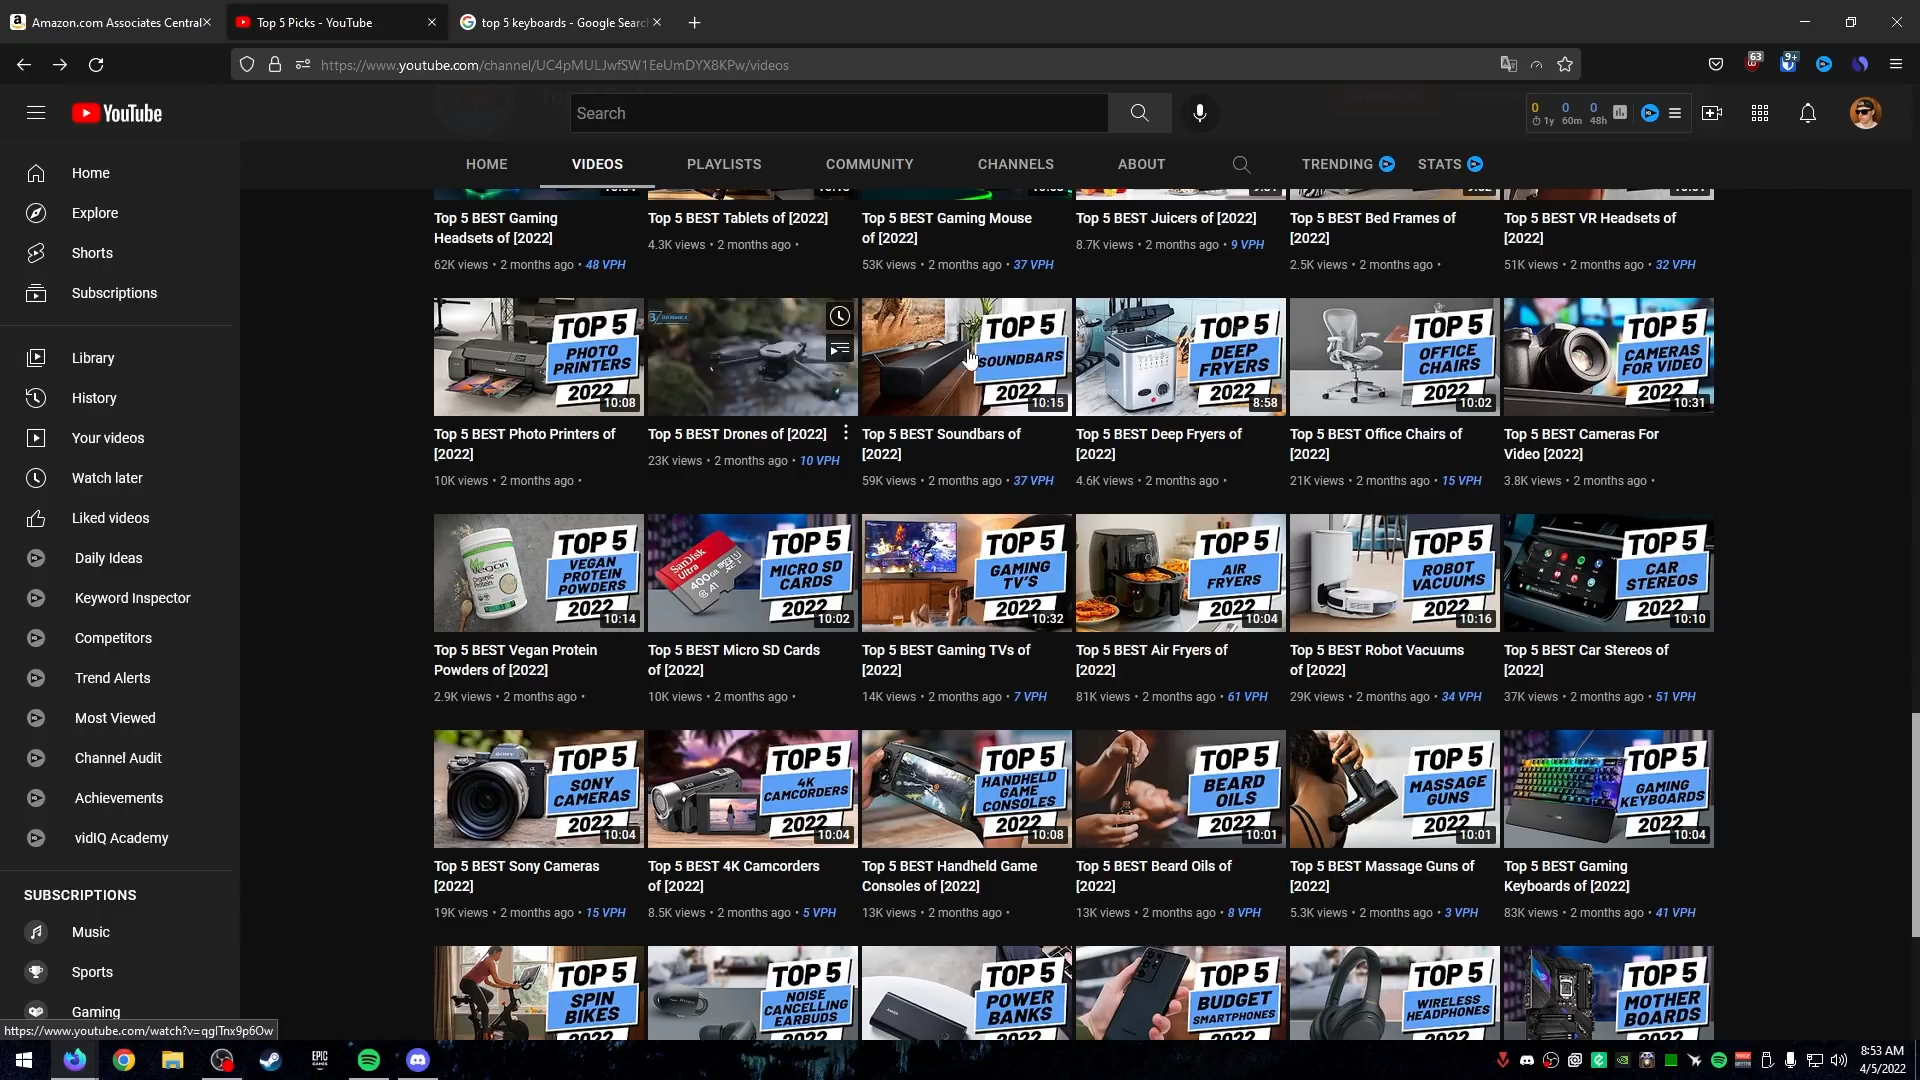 Amazon.com Associates Central
Top 5 Picks - YouTube
top 5 keyboards - Google Searc
https://www.youtube.com/channel/UC4pMULJwfSW1EeUmDYX8KPw/videos
63
9+
YouTube
Search
0 0 0
1y 60m 48h
HOME
VIDEOS
PLAYLISTS
COMMUNITY
CHANNELS
ABOUT
TRENDING
STATS
Home
Explore
Shorts
Subscriptions
Library
History
Your videos
Watch later
Liked videos
Daily Ideas
Keyword Inspector
Competitors
Trend Alerts
Most Viewed
Channel Audit
Achievements
vidIQ Academy
SUBSCRIPTIONS
Music
Sports
Gaming
Top 5 BEST Gaming
Headsets of [2022]
62K views • 2 months ago • 48 VPH
Top 5 BEST Tablets of [2022]
4.3K views • 2 months ago •
Top 5 BEST Gaming Mouse
of [2022]
53K views • 2 months ago • 37 VPH
Top 5 BEST Juicers of [2022]
8.7K views • 2 months ago • 9 VPH
Top 5 BEST Bed Frames of
[2022]
2.5K views • 2 months ago •
Top 5 BEST VR Headsets of
[2022]
51K views • 2 months ago • 32 VPH
TOP 5
PHOTO
PRINTERS
2022
10:08
Top 5 BEST Photo Printers of
[2022]
10K views • 2 months ago •
Top 5 BEST Drones of [2022]
23K views • 2 months ago • 10 VPH
TOP 5
SOUNDBARS
2022
10:15
Top 5 BEST Soundbars of
[2022]
59K views • 2 months ago • 37 VPH
TOP 5
DEEP
FRYERS
2022
8:58
Top 5 BEST Deep Fryers of
[2022]
4.6K views • 2 months ago •
TOP 5
OFFICE
CHAIRS
2022
10:02
Top 5 BEST Office Chairs of
[2022]
21K views • 2 months ago • 15 VPH
TOP 5
CAMERAS
FOR VIDEO
2022
10:31
Top 5 BEST Cameras For
Video [2022]
3.8K views • 2 months ago •
vegan
TOP 5
VEGAN
PROTEIN
POWDERS
2022
10:14
Top 5 BEST Vegan Protein
Powders of [2022]
2.9K views • 2 months ago •
SanDisk
Ultra
400GB
TOP 5
MICRO SD
CARDS
2022
10:02
Top 5 BEST Micro SD Cards
of [2022]
10K views • 2 months ago •
TOP 5
GAMING
TV'S
2022
10:32
Top 5 BEST Gaming TVs of
[2022]
14K views • 2 months ago • 7 VPH
TOP 5
AIR
FRYERS
2022
10:04
Top 5 BEST Air Fryers of
[2022]
81K views • 2 months ago • 61 VPH
TOP 5
ROBOT
VACUUMS
2022
10:16
Top 5 BEST Robot Vacuums
of [2022]
29K views • 2 months ago • 34 VPH
TOP 5
CAR
STEREOS
2022
10:10
Top 5 BEST Car Stereos of
[2022]
37K views • 2 months ago • 51 VPH
SONY
TOP 5
SONY
CAMERAS
2022
10:04
Top 5 BEST Sony Cameras
[2022]
19K views • 2 months ago • 15 VPH
TOP 5
4K
CAMCORDERS
2022
10:04
Top 5 BEST 4K Camcorders
of [2022]
8.5K views • 2 months ago • 5 VPH
TOP 5
HANDHELD
GAME
CONSOLES
2022
10:08
Top 5 BEST Handheld Game
Consoles of [2022]
13K views • 2 months ago •
TOP 5
BEARD
OILS
2022
10:01
Top 5 BEST Beard Oils of
[2022]
13K views • 2 months ago • 8 VPH
TOP 5
MASSAGE
GUNS
2022
10:01
Top 5 BEST Massage Guns of
[2022]
5.3K views • 2 months ago • 3 VPH
TOP 5
GAMING
KEYBOARDS
2022
10:04
Top 5 BEST Gaming
Keyboards of [2022]
83K views • 2 months ago • 41 VPH
TOP 5
SPIN
BIKES
2022
TOP 5
NOISE
CANCELLING
EARBUDS
2022
ANKER
TOP 5
POWER
BANKS
2022
TOP 5
BUDGET
SMARTPHONES
2022
TOP 5
WIRELESS
HEADPHONES
2022
TOP 5
MOTHER
BOARDS
2022
https://www.youtube.com/watch?v=qglTnx9p6Ow
EPIC
GAMES
8:53 AM
4/5/2022